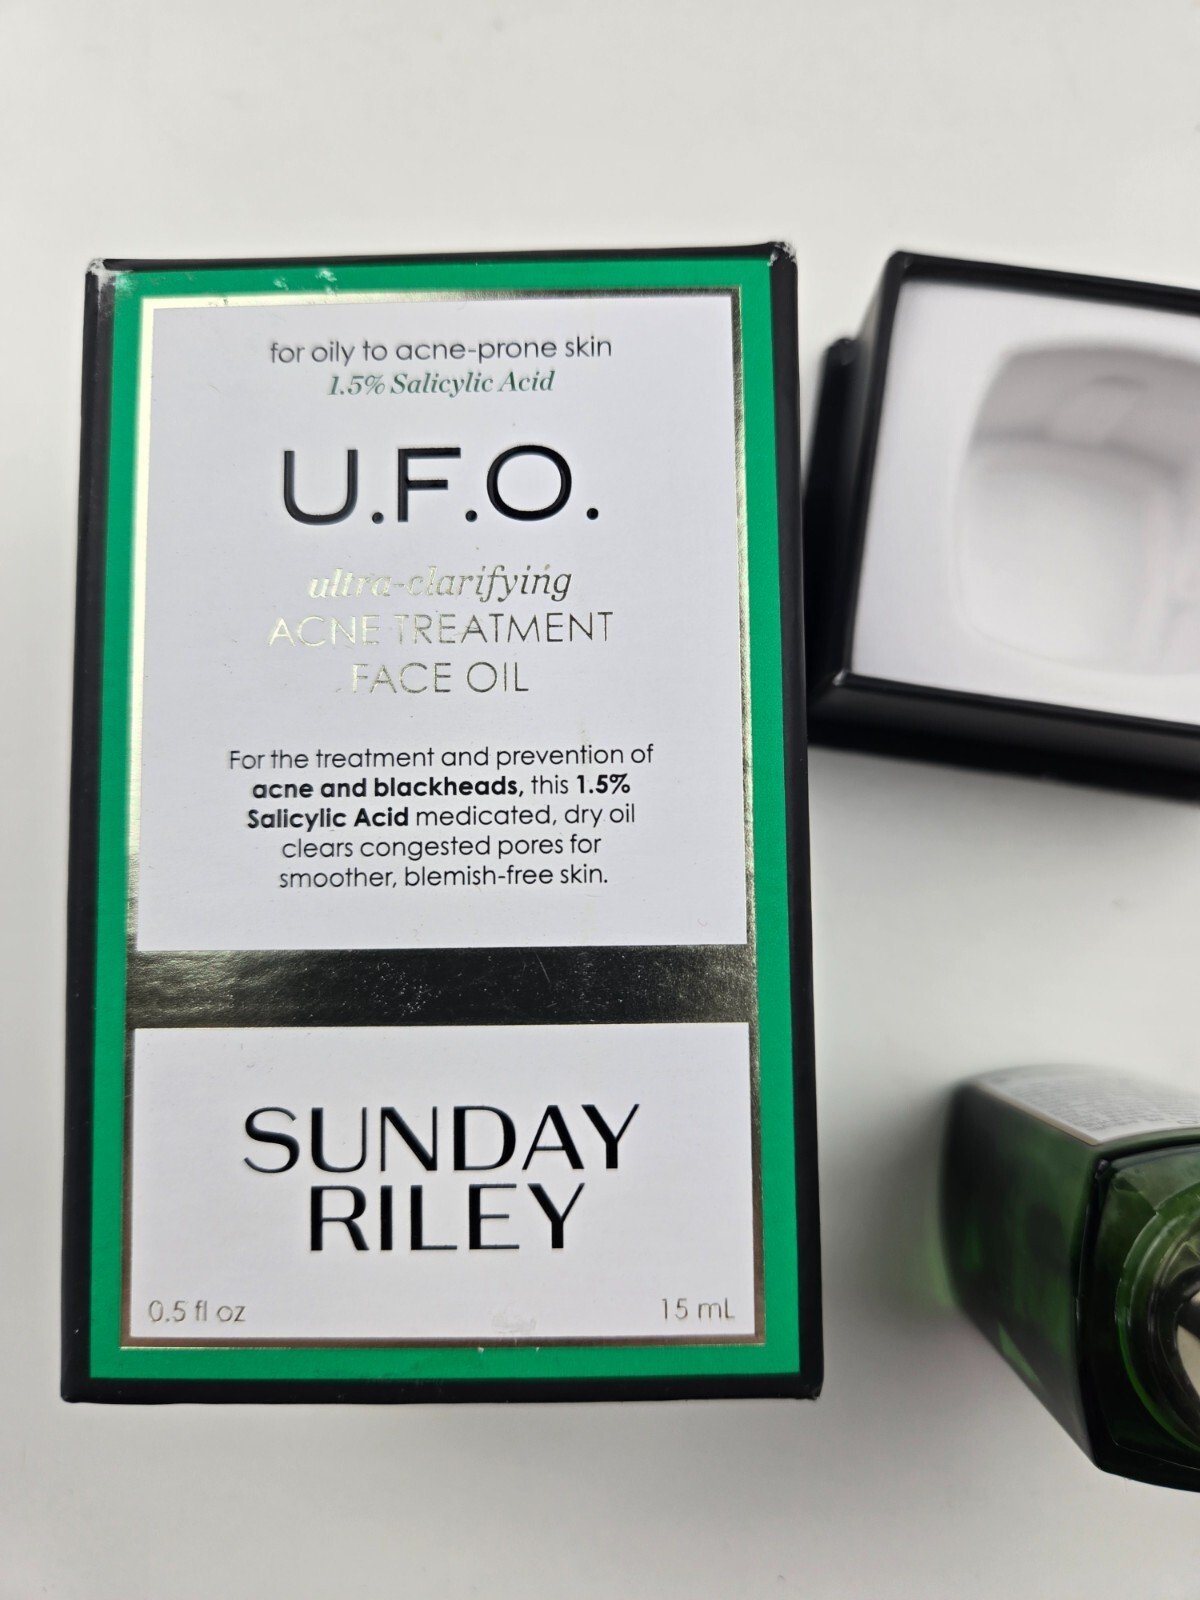 for oily to acne-prone skin
1.5% Salicylic Acid
U.F.O.
ultra-clarifying
ACNE TREATMENT
FACE OIL
For the treatment and prevention of
acne and blackheads, this 1.5%
Salicylic Acid medicated, dry oil
clears congested pores for
smoother, blemish-free skin.
SUNDAY
RILEY
0.5 fl oz
15 mL